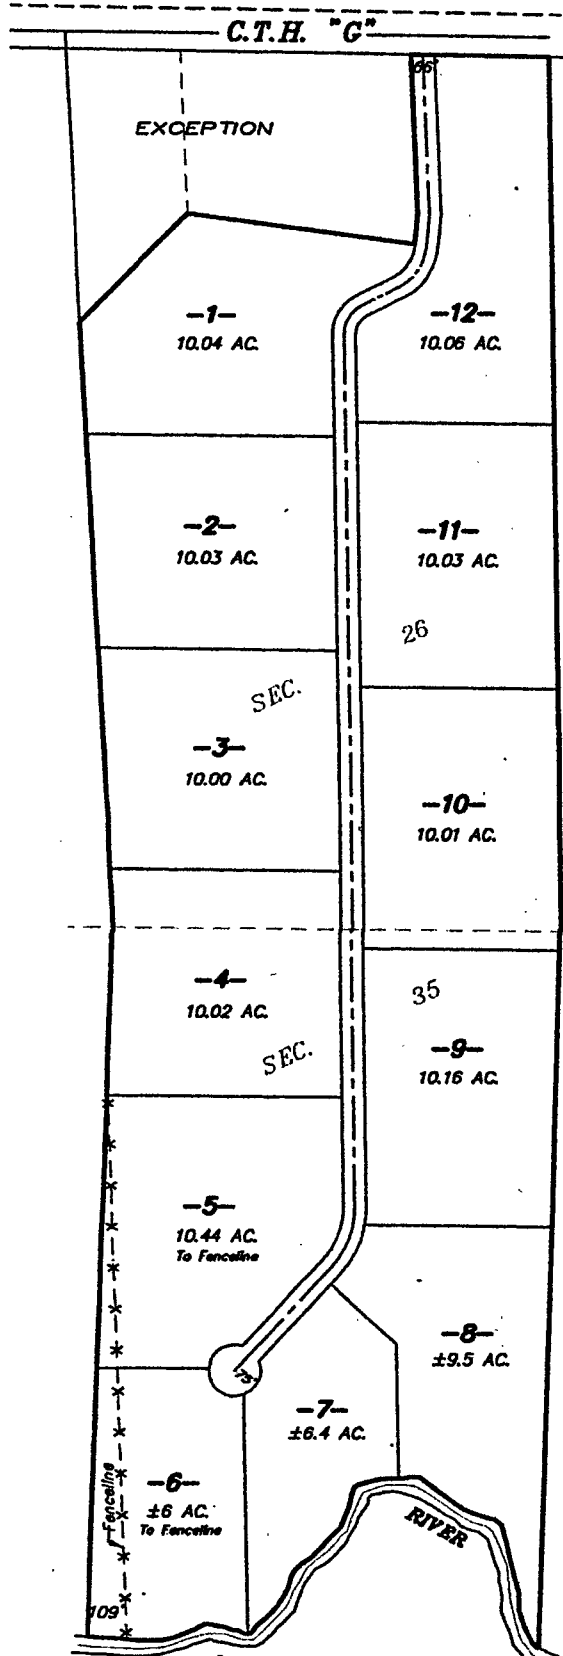 C.T.H. "G"
66'
EXCEPTION
-1-
10.04 AC.
-12-
10.06 AC.
-2-
10.03 AC.
-11-
10.03 AC.
26
SEC.
-3-
10.00 AC.
-10-
10.01 AC.
-4-
10.02 AC.
35
SEC.
-9-
10.16 AC.
-5-
10.44 AC.
To Fenceline
-8-
±9.5 AC.
75'
-7-
±6.4 AC.
-6-
±6 AC.
To Fenceline
Fenceline
RIVER
109'